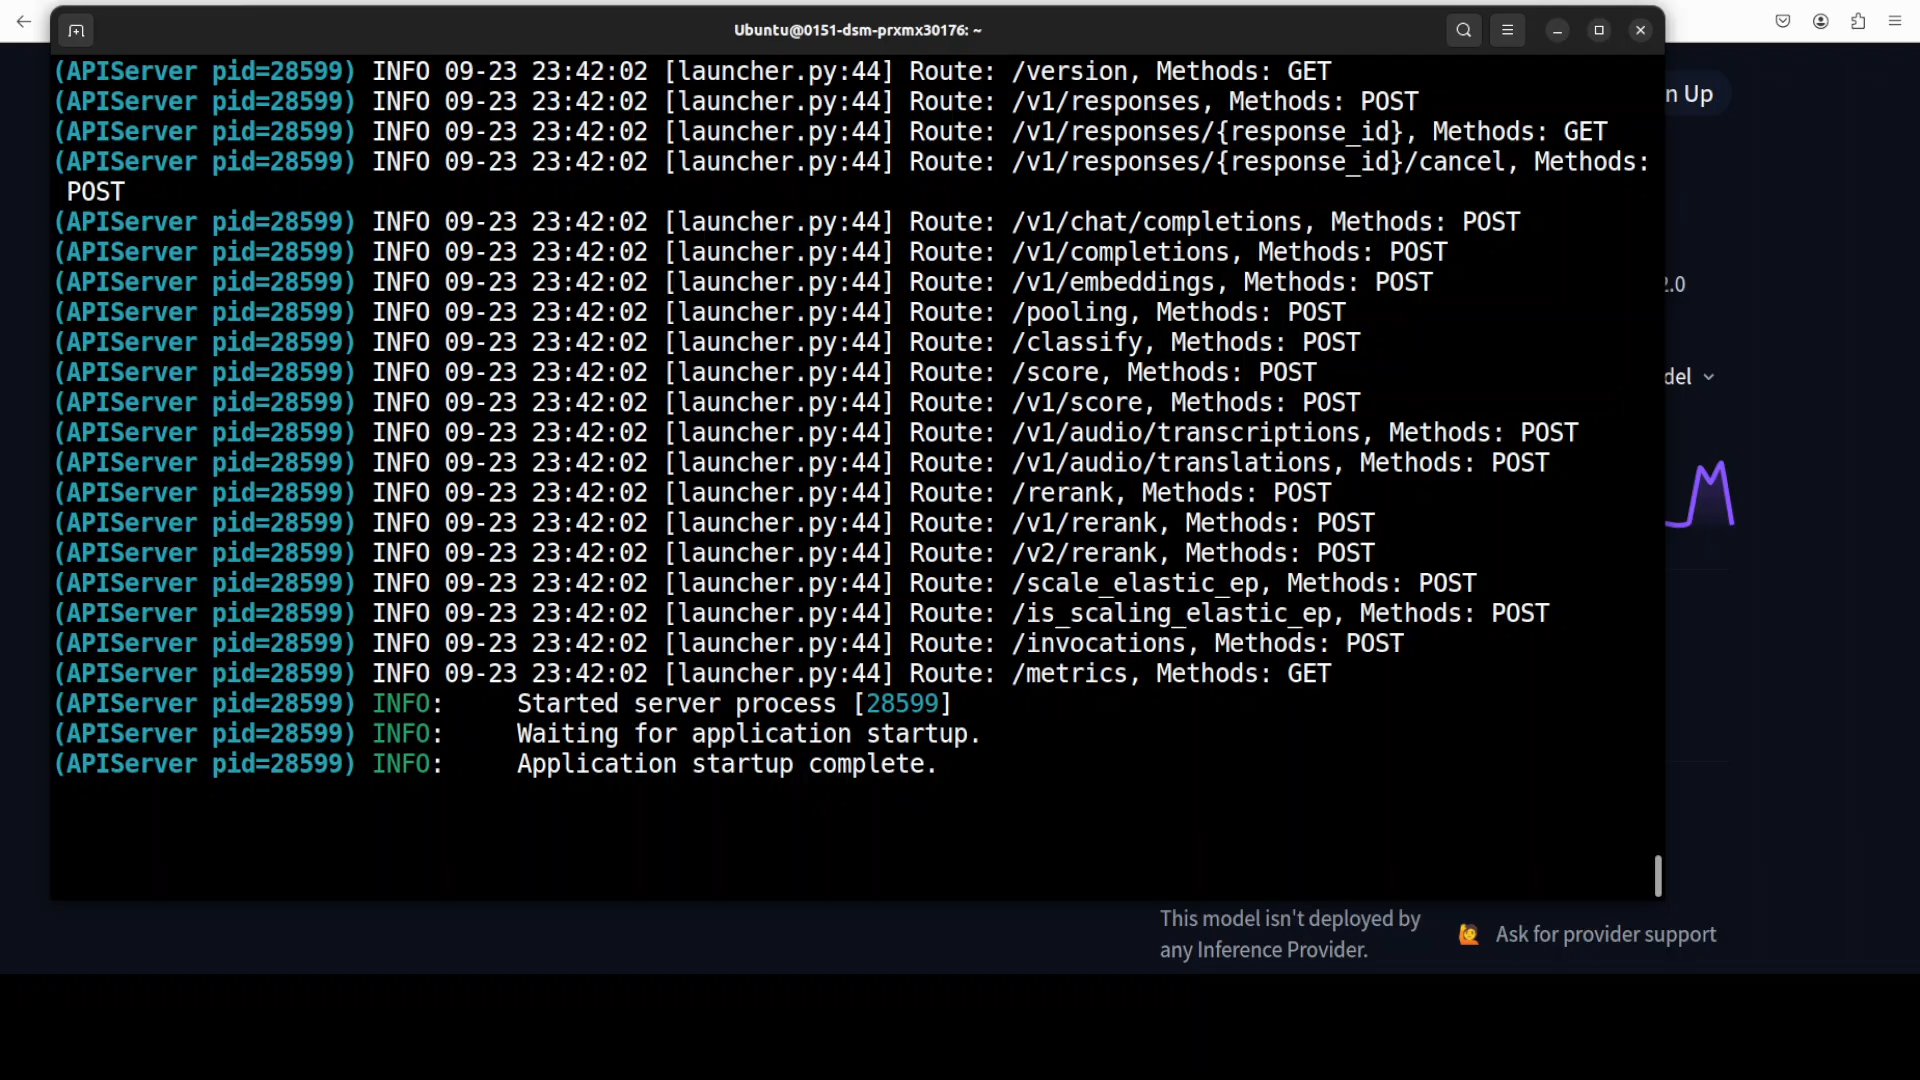 Ubuntu@0151-dsm-prxmx30176: ~
(APIServer pid=28599) INFO 09-23 23:42:02 [launcher.py:44] Route: /version, Methods: GET
(APIServer pid=28599) INFO 09-23 23:42:02 [launcher.py:44] Route: /v1/responses, Methods: POST
(APIServer pid=28599) INFO 09-23 23:42:02 [launcher.py:44] Route: /v1/responses/{response_id}, Methods: GET
(APIServer pid=28599) INFO 09-23 23:42:02 [launcher.py:44] Route: /v1/responses/{response_id}/cancel, Methods:
POST
(APIServer pid=28599) INFO 09-23 23:42:02 [launcher.py:44] Route: /v1/chat/completions, Methods: POST
(APIServer pid=28599) INFO 09-23 23:42:02 [launcher.py:44] Route: /v1/completions, Methods: POST
(APIServer pid=28599) INFO 09-23 23:42:02 [launcher.py:44] Route: /v1/embeddings, Methods: POST
(APIServer pid=28599) INFO 09-23 23:42:02 [launcher.py:44] Route: /pooling, Methods: POST
(APIServer pid=28599) INFO 09-23 23:42:02 [launcher.py:44] Route: /classify, Methods: POST
(APIServer pid=28599) INFO 09-23 23:42:02 [launcher.py:44] Route: /score, Methods: POST
(APIServer pid=28599) INFO 09-23 23:42:02 [launcher.py:44] Route: /v1/score, Methods: POST
(APIServer pid=28599) INFO 09-23 23:42:02 [launcher.py:44] Route: /v1/audio/transcriptions, Methods: POST
(APIServer pid=28599) INFO 09-23 23:42:02 [launcher.py:44] Route: /v1/audio/translations, Methods: POST
(APIServer pid=28599) INFO 09-23 23:42:02 [launcher.py:44] Route: /rerank, Methods: POST
(APIServer pid=28599) INFO 09-23 23:42:02 [launcher.py:44] Route: /v1/rerank, Methods: POST
(APIServer pid=28599) INFO 09-23 23:42:02 [launcher.py:44] Route: /v2/rerank, Methods: POST
(APIServer pid=28599) INFO 09-23 23:42:02 [launcher.py:44] Route: /scale_elastic_ep, Methods: POST
(APIServer pid=28599) INFO 09-23 23:42:02 [launcher.py:44] Route: /is_scaling_elastic_ep, Methods: POST
(APIServer pid=28599) INFO 09-23 23:42:02 [launcher.py:44] Route: /invocations, Methods: POST
(APIServer pid=28599) INFO 09-23 23:42:02 [launcher.py:44] Route: /metrics, Methods: GET
(APIServer pid=28599) INFO: Started server process [28599]
(APIServer pid=28599) INFO: Waiting for application startup.
(APIServer pid=28599) INFO: Application startup complete.
n Up
2.0
del
This model isn't deployed by
any Inference Provider.
Ask for provider support